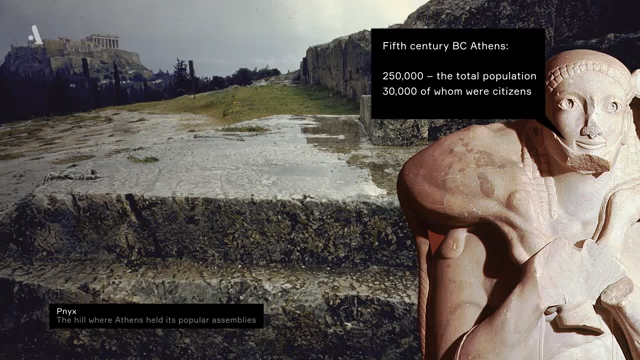 Fifth century BC Athens:
250,000 – the total population
30,000 of whom were citizens
Pnyx
The hill where Athens held its popular assemblies